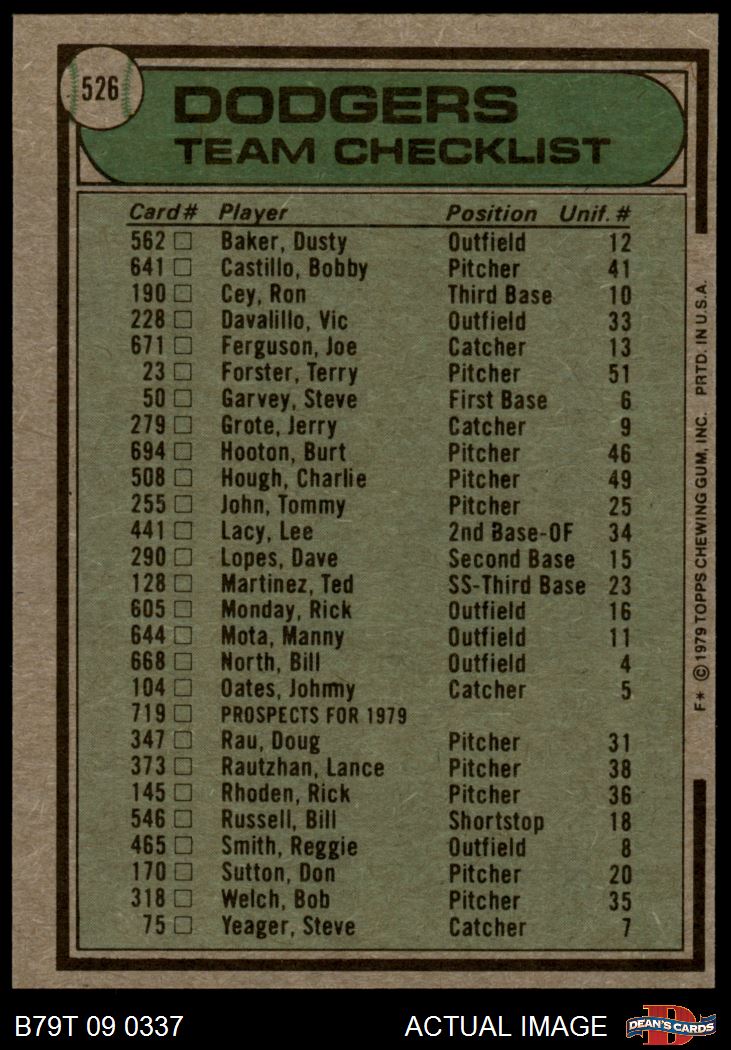 526
DODGERS
TEAM CHECKLIST
Card# Player Position Unif. #
562 Baker, Dusty Outfield 12
641 Castillo, Bobby Pitcher 41
190 Cey, Ron Third Base 10
228 Davalillo, Vic Outfield 33
671 Ferguson, Joe Catcher 13
23 Forster, Terry Pitcher 51
50 Garvey, Steve First Base 6
279 Grote, Jerry Catcher 9
694 Hooton, Burt Pitcher 46
508 Hough, Charlie Pitcher 49
255 John, Tommy Pitcher 25
441 Lacy, Lee 2nd Base-OF 34
290 Lopes, Dave Second Base 15
128 Martinez, Ted SS-Third Base 23
605 Monday, Rick Outfield 16
644 Mota, Manny Outfield 11
668 North, Bill Outfield 4
104 Oates, Johnny Catcher 5
719 PROSPECTS FOR 1979
347 Rau, Doug Pitcher 31
373 Rautzhan, Lance Pitcher 38
145 Rhoden, Rick Pitcher 36
546 Russell, Bill Shortstop 18
465 Smith, Reggie Outfield 8
170 Sutton, Don Pitcher 20
318 Welch, Bob Pitcher 35
75 Yeager, Steve Catcher 7
F* © 1979 TOPPS CHEWING GUM, INC. PRTD. IN U.S.A.
B79T 09 0337 ACTUAL IMAGE DEAN'S CARDS